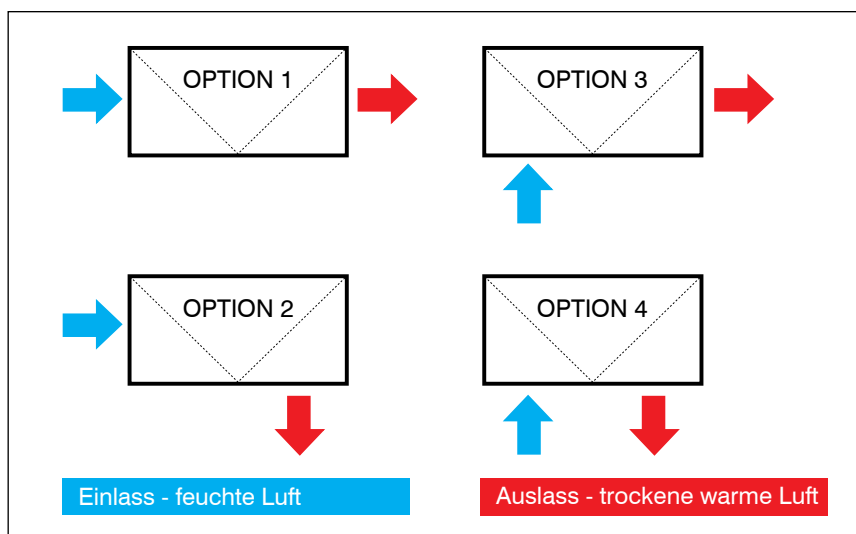 OPTION 1
OPTION 3
OPTION 2
OPTION 4
Einlass - feuchte Luft
Auslass - trockene warme Luft